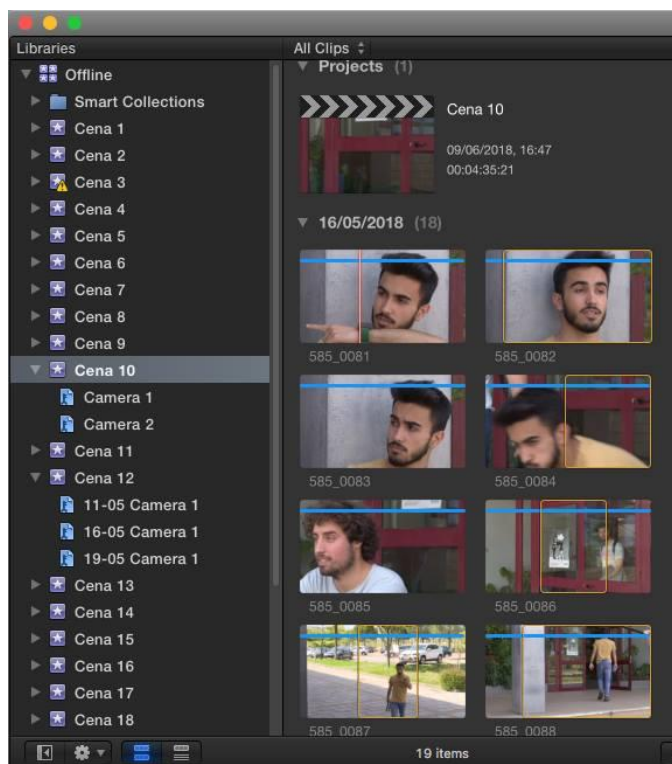 Libraries
Offline
Smart Collections
Cena 1
Cena 2
Cena 3
Cena 4
Cena 5
Cena 6
Cena 7
Cena 8
Cena 9
Cena 10
Camera 1
Camera 2
Cena 11
Cena 12
11-05 Camera 1
16-05 Camera 1
19-05 Camera 1
Cena 13
Cena 14
Cena 15
Cena 16
Cena 17
Cena 18
All Clips
Projects (1)
Cena 10
09/06/2018, 16:47
00:04:35:21
16/05/2018 (18)
585_0081
585_0082
585_0083
585_0084
585_0085
585_0086
585_0087
585_0088
19 items